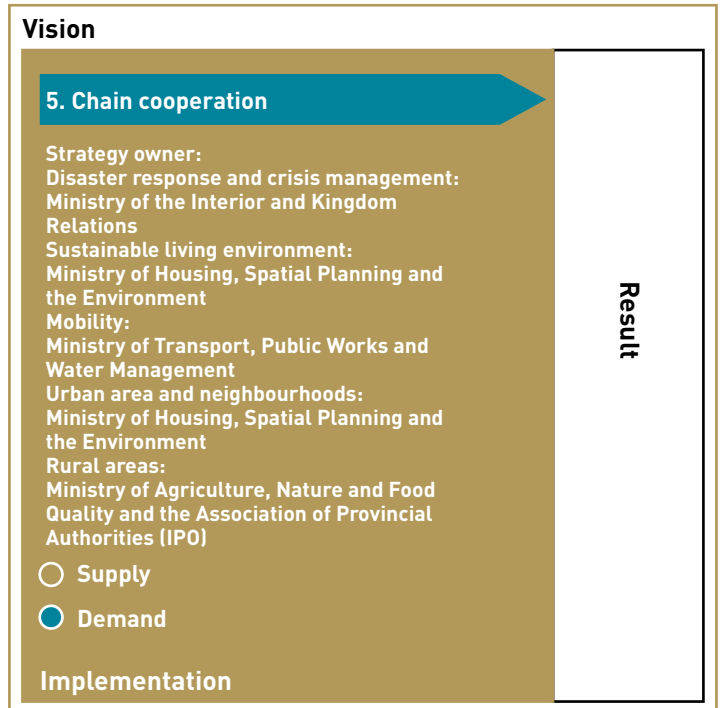 Vision
5. Chain cooperation
Strategy owner:
Disaster response and crisis management:
Ministry of the Interior and Kingdom
Relations
Sustainable living environment:
Ministry of Housing, Spatial Planning and
the Environment
Mobility:
Ministry of Transport, Public Works and
Water Management
Urban area and neighbourhoods:
Ministry of Housing, Spatial Planning and
the Environment
Rural areas:
Ministry of Agriculture, Nature and Food
Quality and the Association of Provincial
Authorities (IPO)
Supply
Demand
Implementation
Result